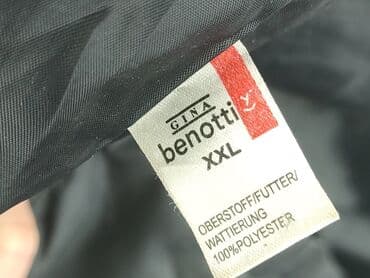 GINA
benotti
XXL
OBERSTOFF/FUTTER/
WATTIERUNG
100%POLYESTER